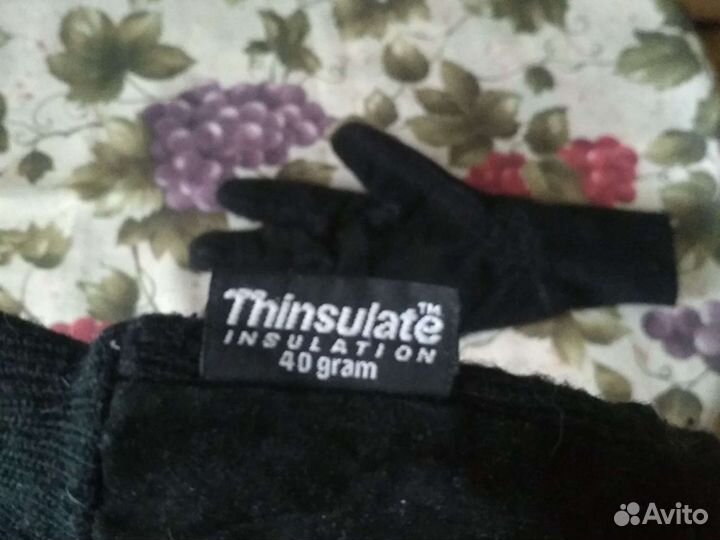 Thinsulate™
INSULATION
40 gram
Avito